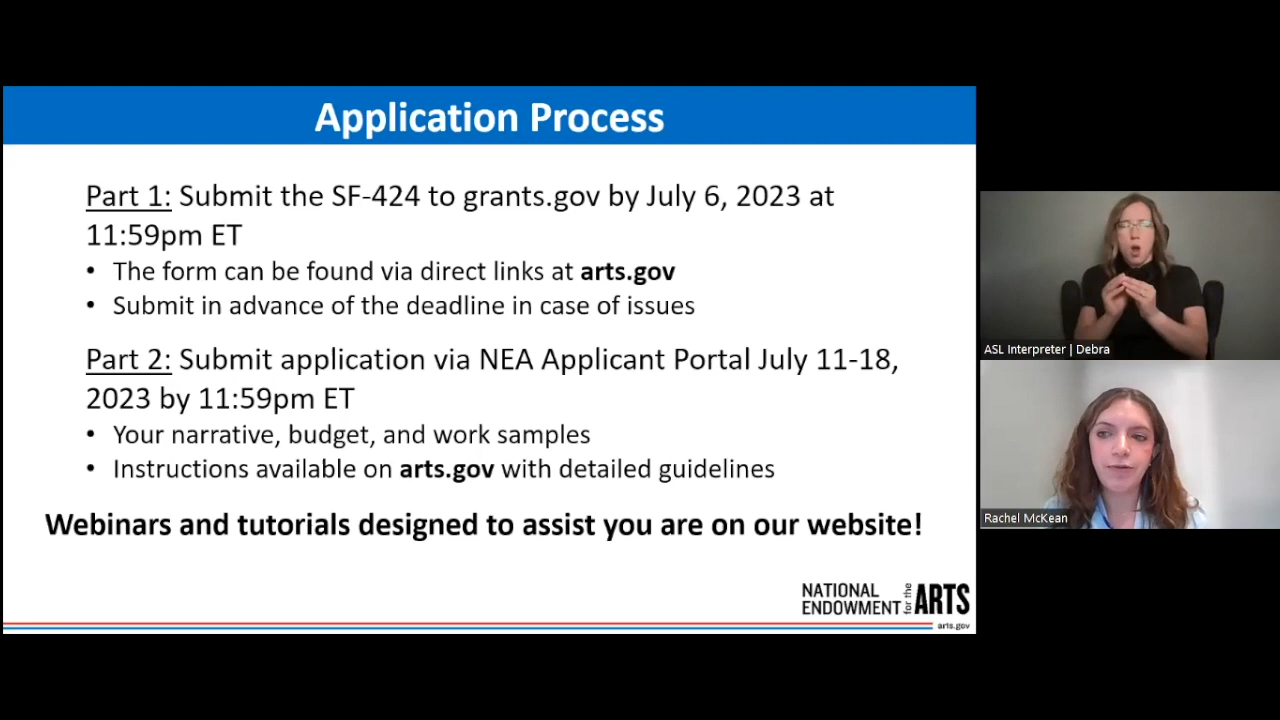 Application Process
Part 1: Submit the SF-424 to grants.gov by July 6, 2023 at
11:59pm ET
• The form can be found via direct links at arts.gov
• Submit in advance of the deadline in case of issues
Part 2: Submit application via NEA Applicant Portal July 11-18,
2023 by 11:59pm ET
• Your narrative, budget, and work samples
• Instructions available on arts.gov with detailed guidelines
Webinars and tutorials designed to assist you are on our website!
NATIONAL
ENDOWMENT for the ARTS
arts.gov
ASL Interpreter | Debra
Rachel McKean